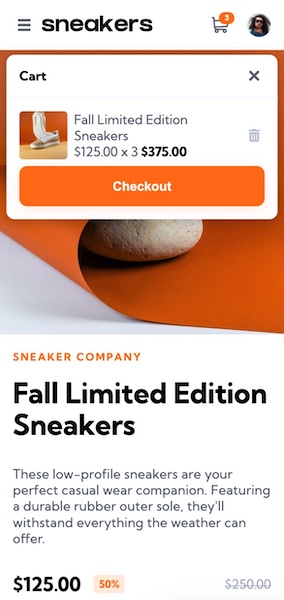 sneakers
3
Cart
Fall Limited Edition
Sneakers
$125.00 x 3 $375.00
Checkout
SNEAKER COMPANY
Fall Limited Edition
Sneakers
These low-profile sneakers are your
perfect casual wear companion. Featuring
a durable rubber outer sole, they'll
withstand everything the weather can
offer.
$125.00 50% $250.00